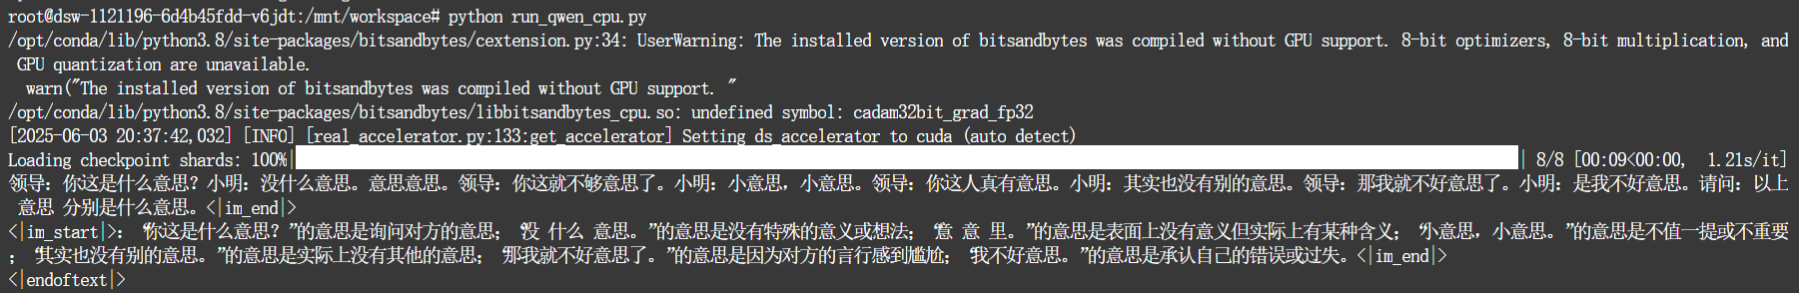 root@dsw-1121196-6d4b45fdd-v6jdt:/mnt/workspace# python run_qwen_cpu.py
/opt/conda/lib/python3.8/site-packages/bitsandbytes/cextension.py:34: UserWarning: The installed version of bitsandbytes was compiled without GPU support. 8-bit optimizers, 8-bit multiplication, and
 GPU quantization are unavailable.
  warn("The installed version of bitsandbytes was compiled without GPU support. "
/opt/conda/lib/python3.8/site-packages/bitsandbytes/libbitsandbytes_cpu.so: undefined symbol: cadam32bit_grad_fp32
[2025-06-03 20:37:42,032] [INFO] [real_accelerator.py:133:get_accelerator] Setting ds_accelerator to cuda (auto detect)
Loading checkpoint shards: 100%|| 8/8 [00:09<00:00,  1.21s/it]
领导：你这是什么意思？小明：没什么意思。意思意思。领导：你这就不够意思了。小明：小意思，小意思。领导：你这人真有意思。小明：其实也没有别的意思。领导：那我就不好意思了。小明：是我不好意思。请问：以上
 意思 分别是什么意思。<|im_end|>
<|im_start|>： “你这是什么意思？”的意思是询问对方的意思； “没 什么 意思。”的意思是没有特殊的意义或想法； “意 意 里。”的意思是表面上没有意义但实际上有某种含义； “小意思，小意思。”的意思是不值一提或不重要
； “其实也没有别的意思。”的意思是实际上没有其他的意思； “那我就不好意思了。”的意思是因为对方的言行感到尴尬； “我不好意思。”的意思是承认自己的错误或过失。<|im_end|>
<|endoftext|>